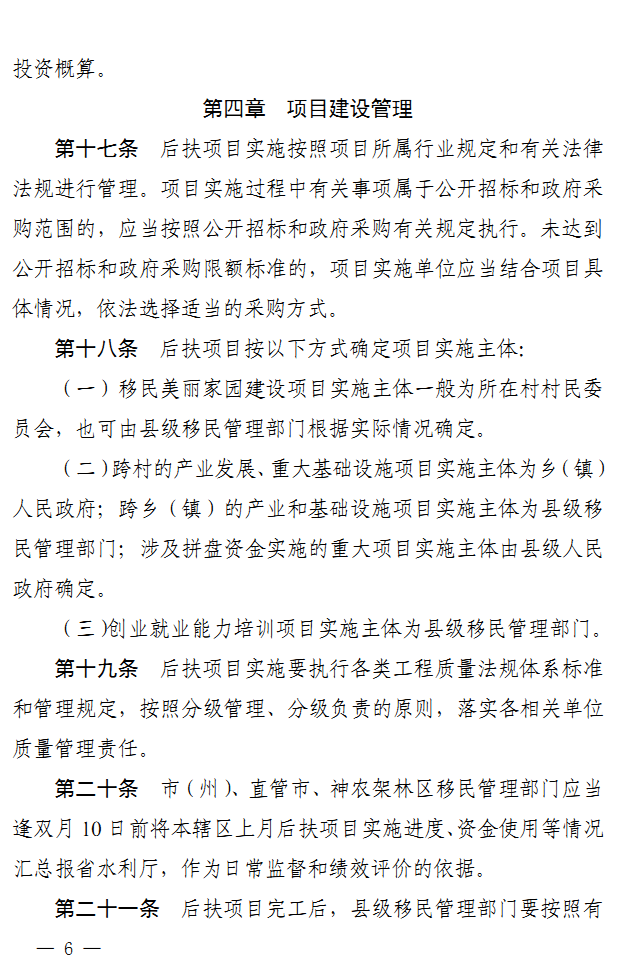 投资概算。
第四章　项目建设管理
第十七条　后扶项目实施按照项目所属行业规定和有关法律
法规进行管理。项目实施过程中有关事项属于公开招标和政府采
购范围的，应当按照公开招标和政府采购有关规定执行。未达到
公开招标和政府采购限额标准的，项目实施单位应当结合项目具
体情况，依法选择适当的采购方式。
第十八条　后扶项目按以下方式确定项目实施主体：
（一）移民美丽家园建设项目实施主体一般为所在村村民委
员会，也可由县级移民管理部门根据实际情况确定。
（二）跨村的产业发展、重大基础设施项目实施主体为乡（镇）
人民政府；跨乡（镇）的产业和基础设施项目实施主体为县级移
民管理部门；涉及拼盘资金实施的重大项目实施主体由县级人民
政府确定。
（三）创业就业能力培训项目实施主体为县级移民管理部门。
第十九条　后扶项目实施要执行各类工程质量法规体系标准
和管理规定，按照分级管理、分级负责的原则，落实各相关单位
质量管理责任。
第二十条　市（州）、直管市、神农架林区移民管理部门应当
逢双月 10 日前将本辖区上月后扶项目实施进度、资金使用等情况
汇总报省水利厅，作为日常监督和绩效评价的依据。
第二十一条　后扶项目完工后，县级移民管理部门要按照有
— 6 —